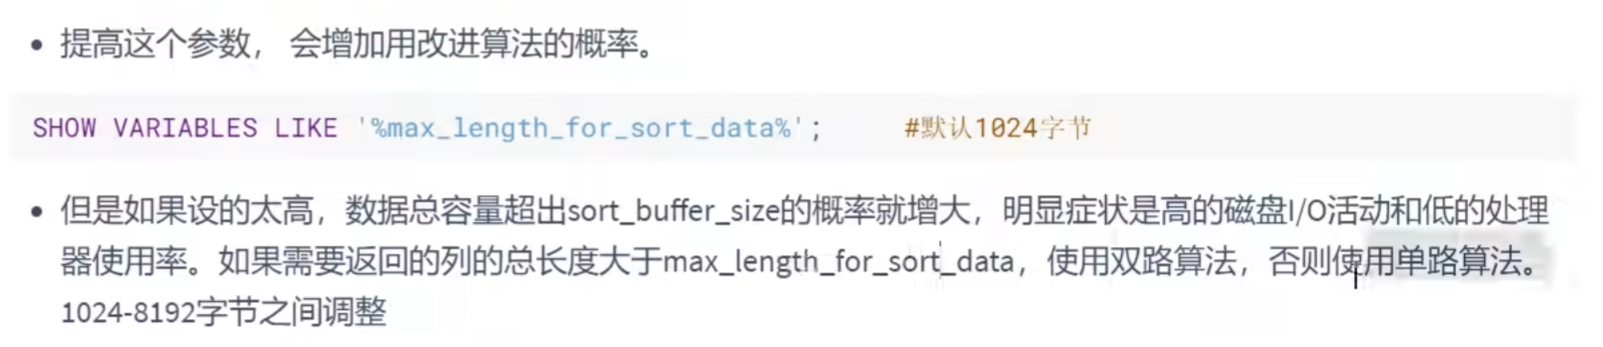 • 提高这个参数， 会增加用改进算法的概率。
SHOW VARIABLES LIKE '%max_length_for_sort_data%';     #默认1024字节
• 但是如果设的太高，数据总容量超出sort_buffer_size的概率就增大，明显症状是高的磁盘I/O活动和低的处理
器使用率。如果需要返回的列的总长度大于max_length_for_sort_data，使用双路算法，否则使用单路算法。
1024-8192字节之间调整